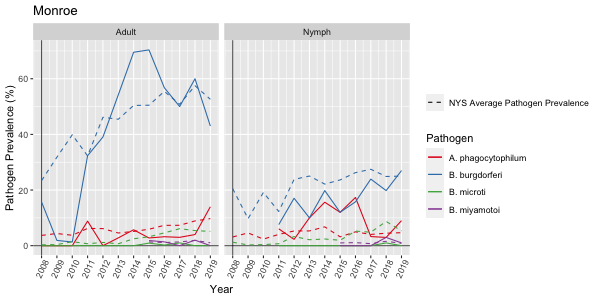 Monroe
Adult
Nymph
Pathogen Prevalence (%)
60
40
20
0
2008 2009 2010 2011 2012 2013 2014 2015 2016 2017 2018 2019
2008 2009 2010 2011 2012 2013 2014 2015 2016 2017 2018 2019
Year
NYS Average Pathogen Prevalence
Pathogen
A. phagocytophilum
B. burgdorferi
B. microti
B. miyamotoi